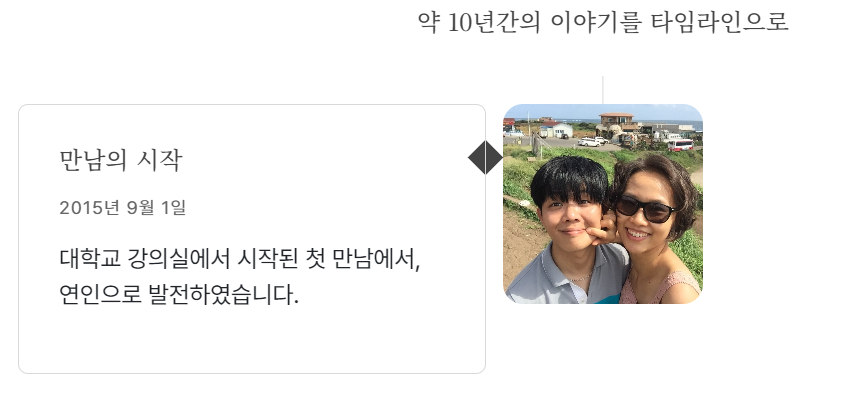 약 10년간의 이야기를 타임라인으로
만남의 시작
2015년 9월 1일
대학교 강의실에서 시작된 첫 만남에서,
연인으로 발전하였습니다.